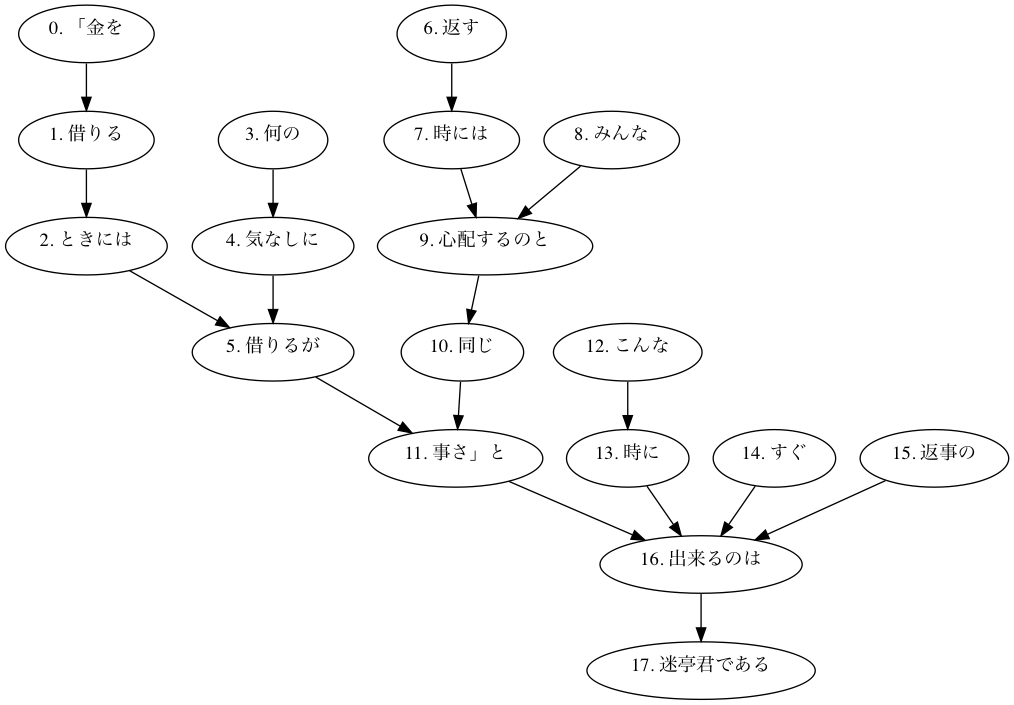 0. 「金を
6. 返す
1. 借りる
3. 何の
7. 時には
8. みんな
2. ときには
4. 気なしに
9. 心配するのと
5. 借りるが
10. 同じ
12. こんな
11. 事さ」と
13. 時に
14. すぐ
15. 返事の
16. 出来るのは
17. 迷亭君である